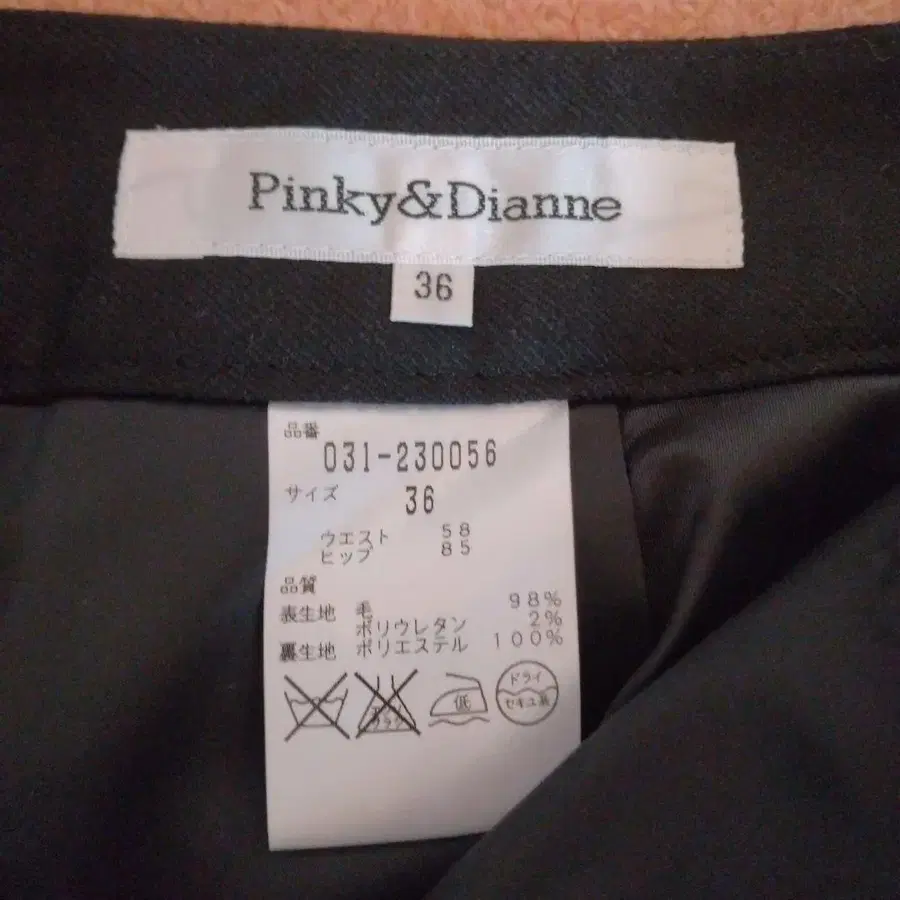 Pinky&Dianne
36
品番
031-230056
サイズ 36
ウエスト 58
ヒップ 85
品質
表生地 毛 98%
ポリウレタン 2%
裏生地 ポリエステル 100%
低
ドライ
セキユ系